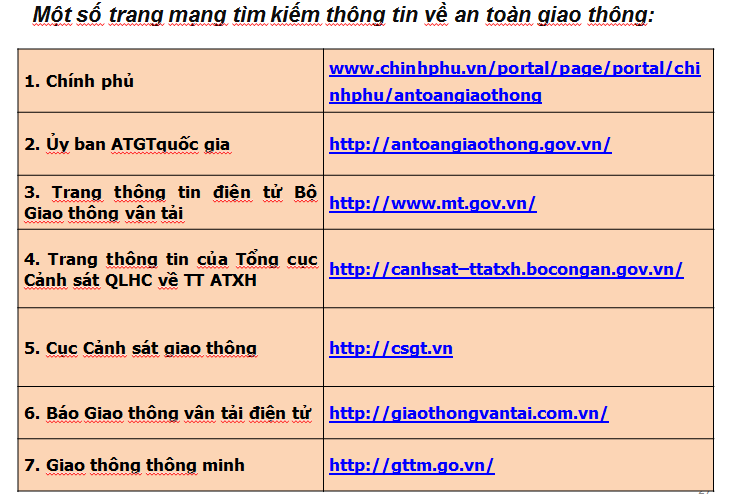 Một số trang mạng tìm kiếm thông tin về an toàn giao thông:
1. Chính phủ
www.chinhphu.vn/portal/page/portal/chi
nhphu/antoangiaothong
2. Ủy ban ATGTquốc gia
http://antoangiaothong.gov.vn/
3. Trang thông tin điện tử Bộ
Giao thông vận tải
http://www.mt.gov.vn/
4. Trang thông tin của Tổng cục
Cảnh sát QLHC về TT ATXH
http://canhsat–ttatxh.bocongan.gov.vn/
5. Cục Cảnh sát giao thông
http://csgt.vn
6. Báo Giao thông vận tải điện tử
http://giaothongvantai.com.vn/
7. Giao thông thông minh
http://gttm.go.vn/